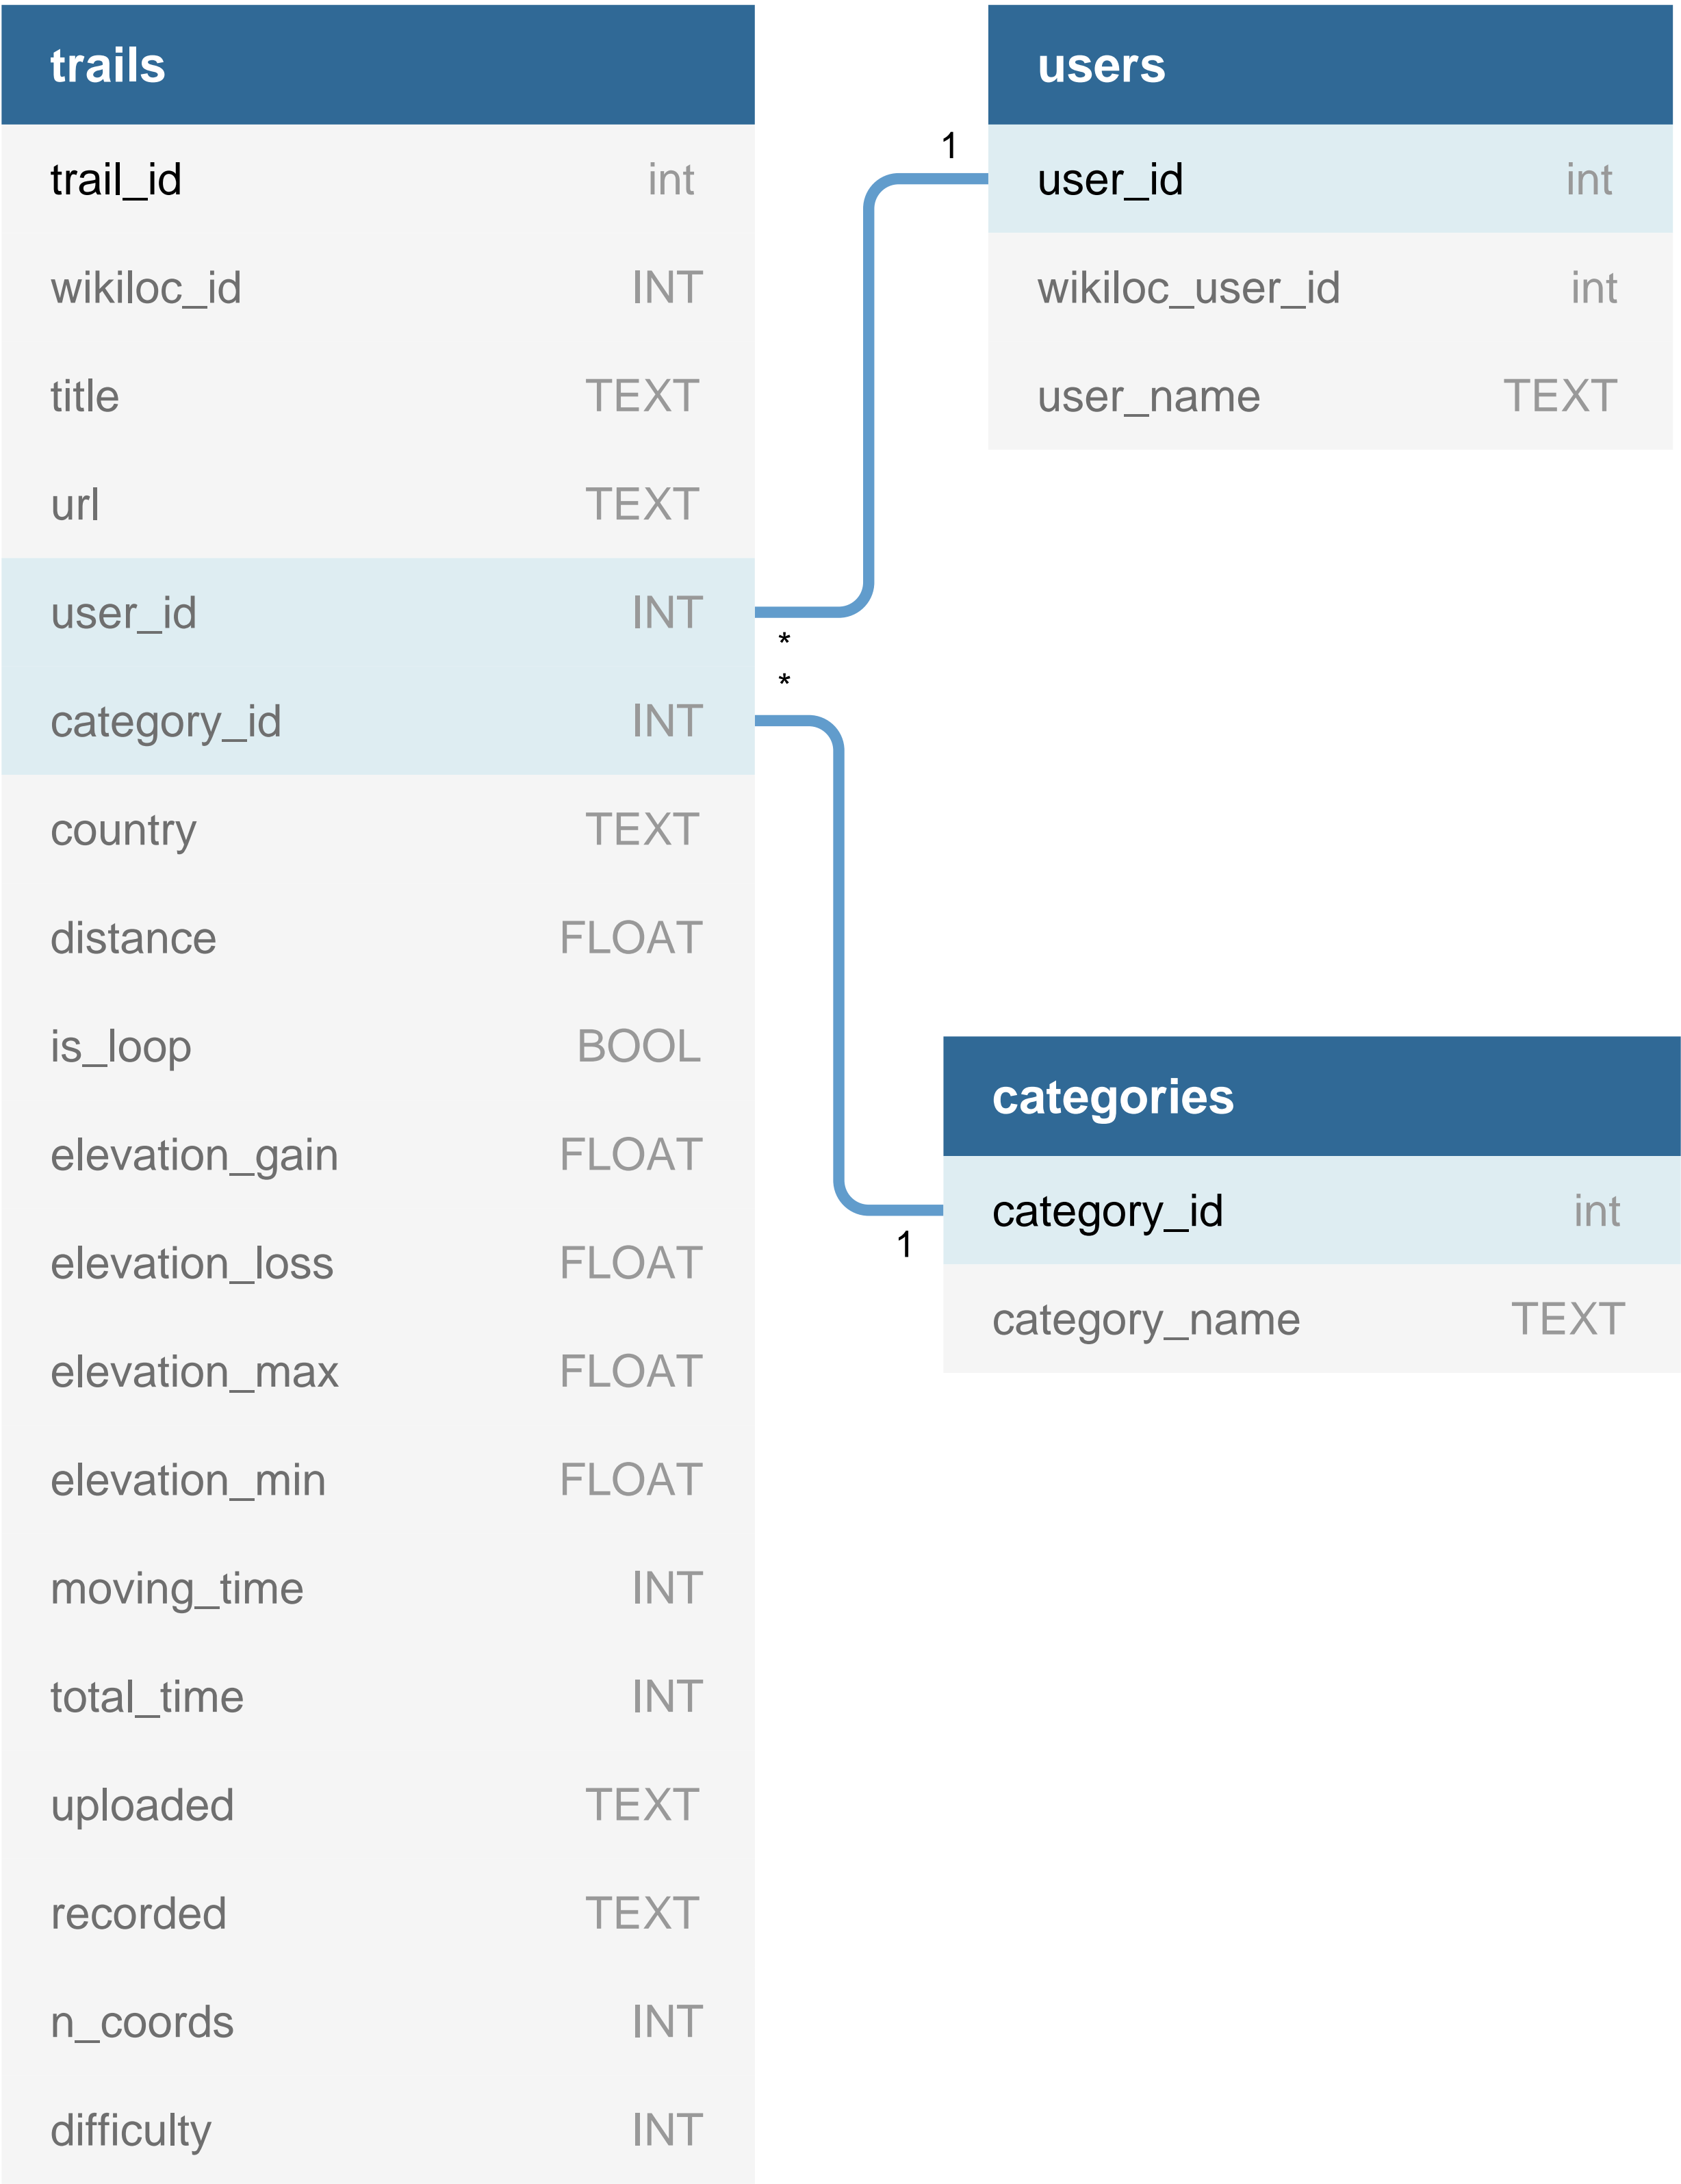 trails
trail_id int
wikiloc_id INT
title TEXT
url TEXT
user_id INT
category_id INT
country TEXT
distance FLOAT
is_loop BOOL
elevation_gain FLOAT
elevation_loss FLOAT
elevation_max FLOAT
elevation_min FLOAT
moving_time INT
total_time INT
uploaded TEXT
recorded TEXT
n_coords INT
difficulty INT
1
*
*
1
users
user_id int
wikiloc_user_id int
user_name TEXT
categories
category_id int
category_name TEXT